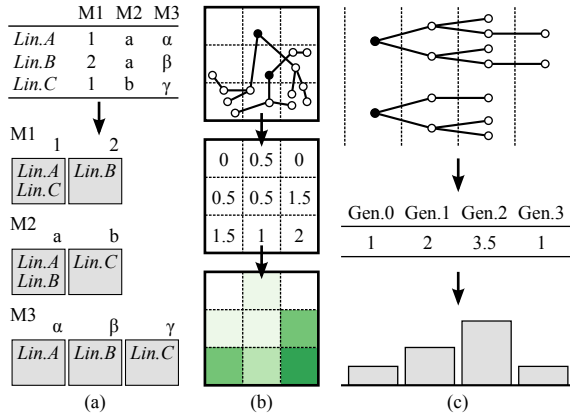 M1 M2 M3
Lin.A 1 a α
Lin.B 2 a β
Lin.C 1 b γ
M1
1 2
Lin.A Lin.B
Lin.C
M2
a b
Lin.A Lin.C
Lin.B
M3
α β γ
Lin.A Lin.B Lin.C
(a)
0 0.5 0
0.5 0.5 1.5
1.5 1 2
(b)
Gen.0 Gen.1 Gen.2 Gen.3
1 2 3.5 1
(c)